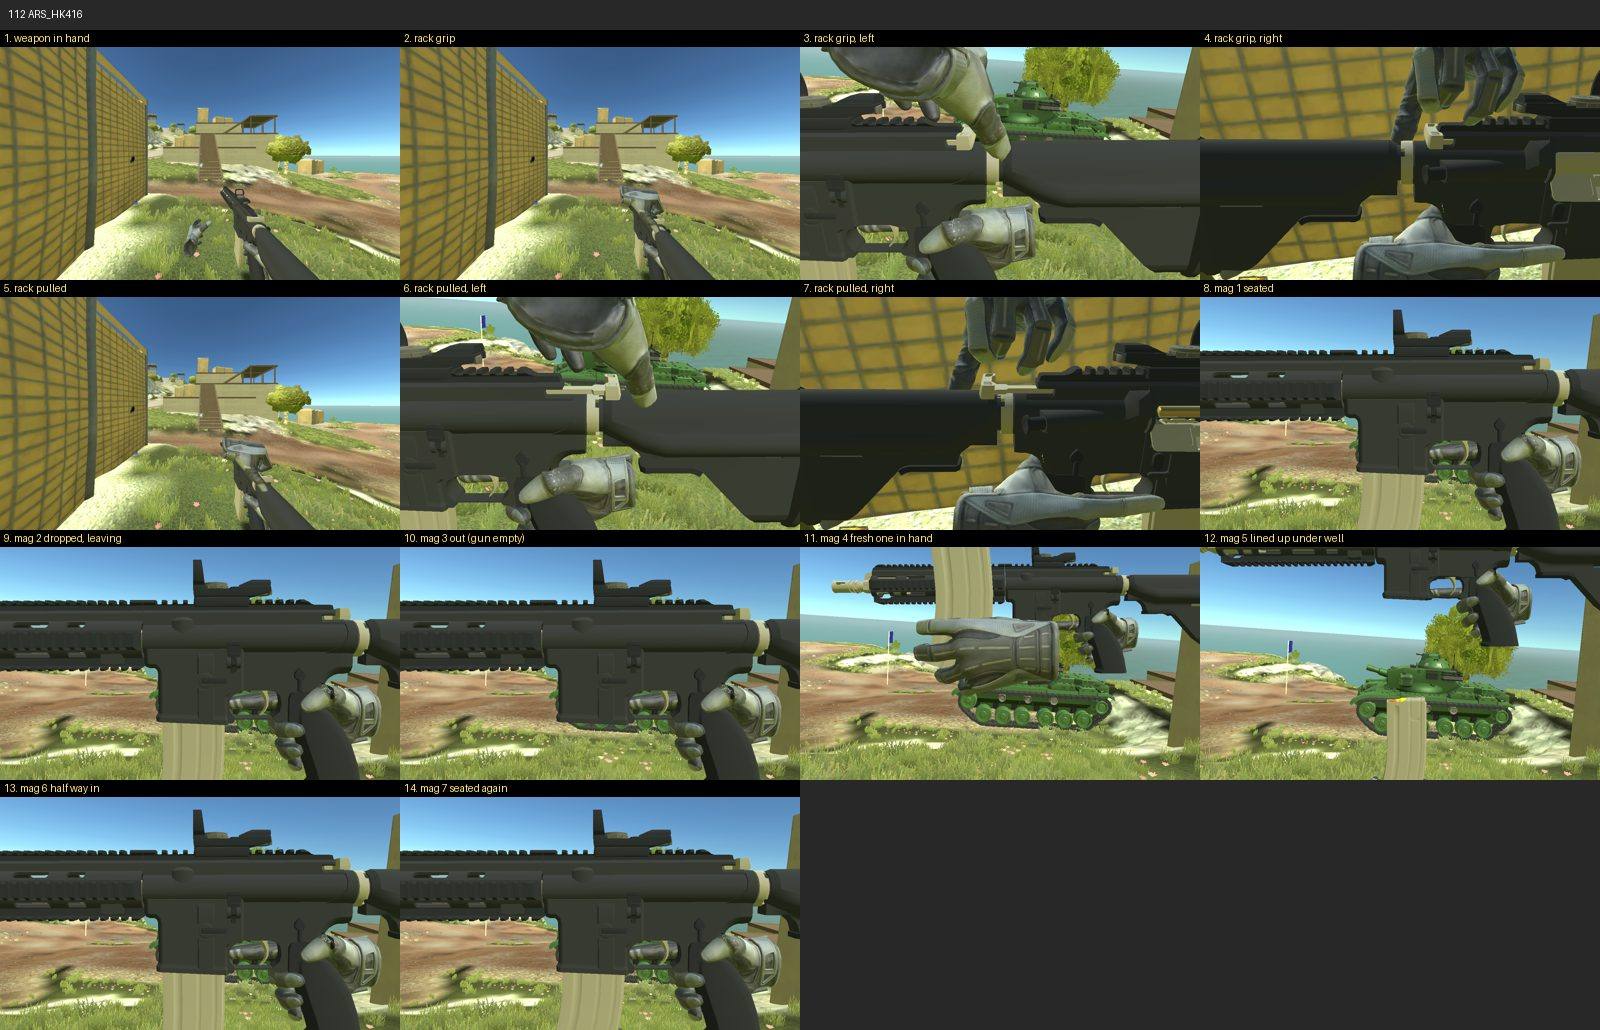 112 ARS_HK416
1. weapon in hand
2. rack grip
3. rack grip, left
4. rack grip, right
5. rack pulled
6. rack pulled, left
7. rack pulled, right
8. mag 1 seated
9. mag 2 dropped, leaving
10. mag 3 out (gun empty)
11. mag 4 fresh one in hand
12. mag 5 lined up under well
13. mag 6 half way in
14. mag 7 seated again